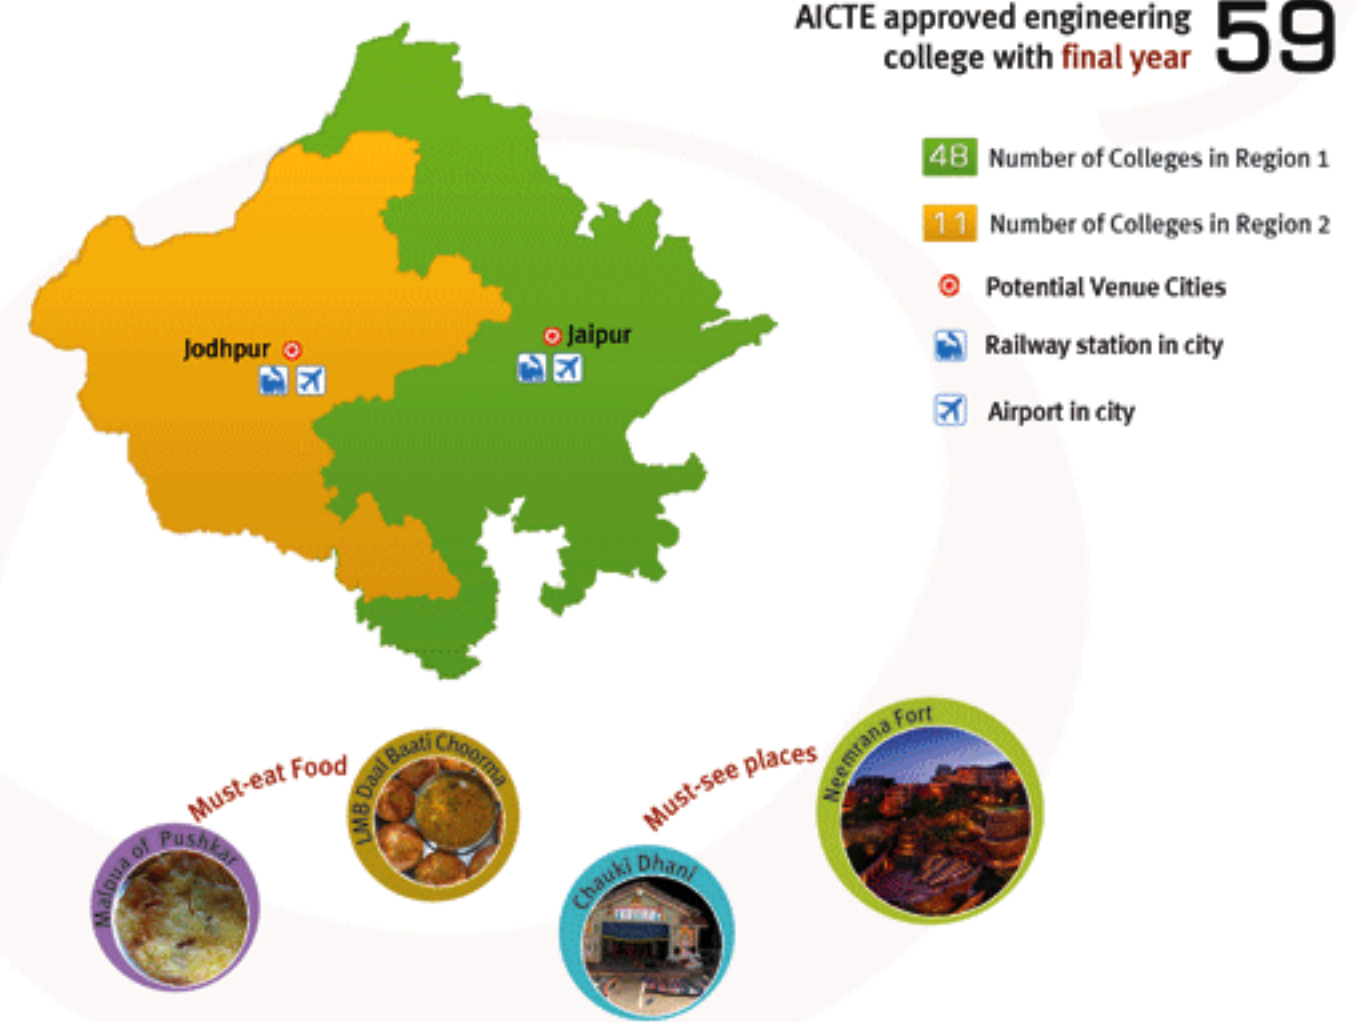 AICTE approved engineering
college with final year
59
48 Number of Colleges in Region 1
11 Number of Colleges in Region 2
Potential Venue Cities
Railway station in city
Airport in city
Jodhpur
Jaipur
Must-eat Food
Malpua of Pushkar
LMB Daal Baati Choorma
Must-see places
Chauki Dhani
Neemrana Fort